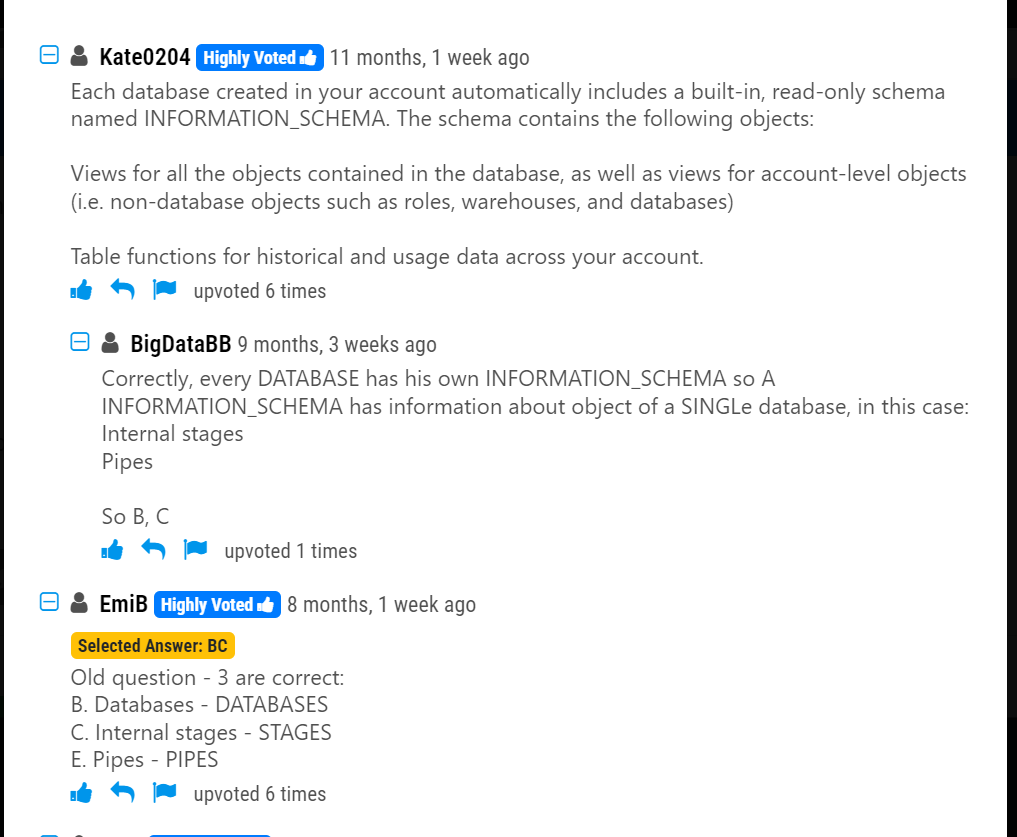 Kate0204 Highly Voted 11 months, 1 week ago
Each database created in your account automatically includes a built-in, read-only schema
named INFORMATION_SCHEMA. The schema contains the following objects:
Views for all the objects contained in the database, as well as views for account-level objects
(i.e. non-database objects such as roles, warehouses, and databases)
Table functions for historical and usage data across your account.
upvoted 6 times
BigDataBB 9 months, 3 weeks ago
Correctly, every DATABASE has his own INFORMATION_SCHEMA so A
INFORMATION_SCHEMA has information about object of a SINGLe database, in this case:
Internal stages
Pipes
So B, C
upvoted 1 times
EmiB Highly Voted 8 months, 1 week ago
Selected Answer: BC
Old question - 3 are correct:
B. Databases - DATABASES
C. Internal stages - STAGES
E. Pipes - PIPES
upvoted 6 times